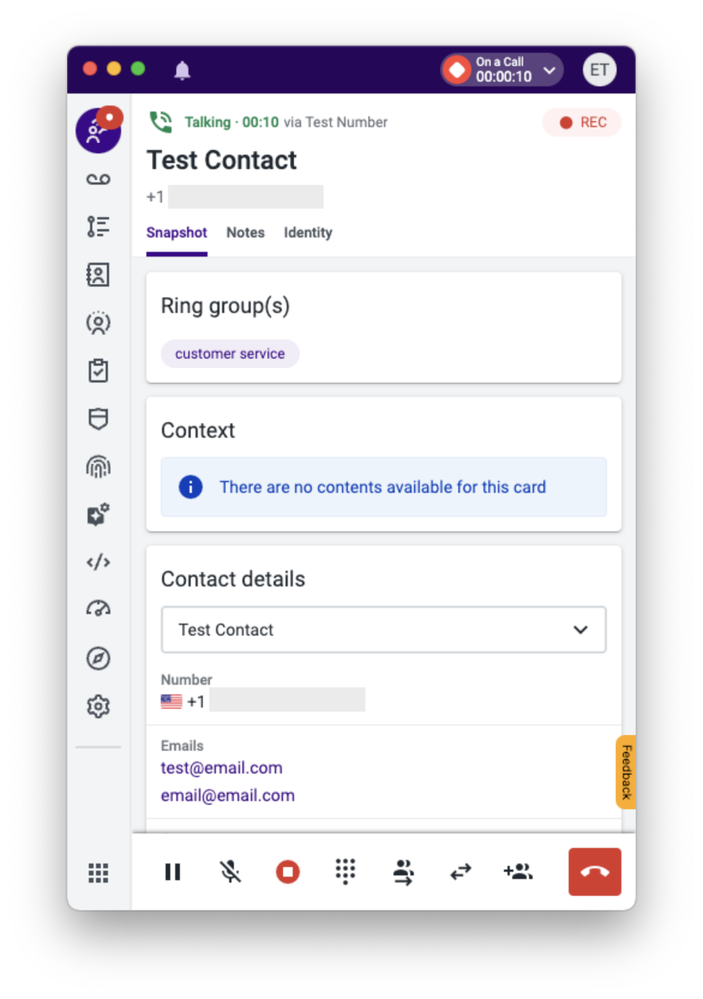 On a Call
00:00:10
ET
Talking · 00:10 via Test Number
REC
Test Contact
+1
Snapshot Notes Identity
Ring group(s)
customer service
Context
There are no contents available for this card
Contact details
Test Contact
Number
+1
Emails
test@email.com
email@email.com
Feedback